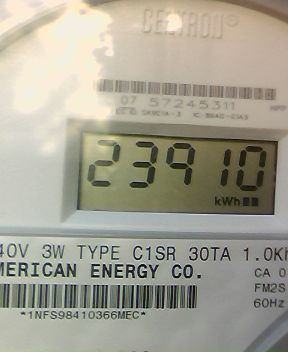 CENTRON®
07 57245311
23910
kWh
40V 3W TYPE C1SR 30TA 1.0Kh
MERICAN ENERGY CO.
CA 0
FM2S
60Hz
*1NFS98410366MEC*